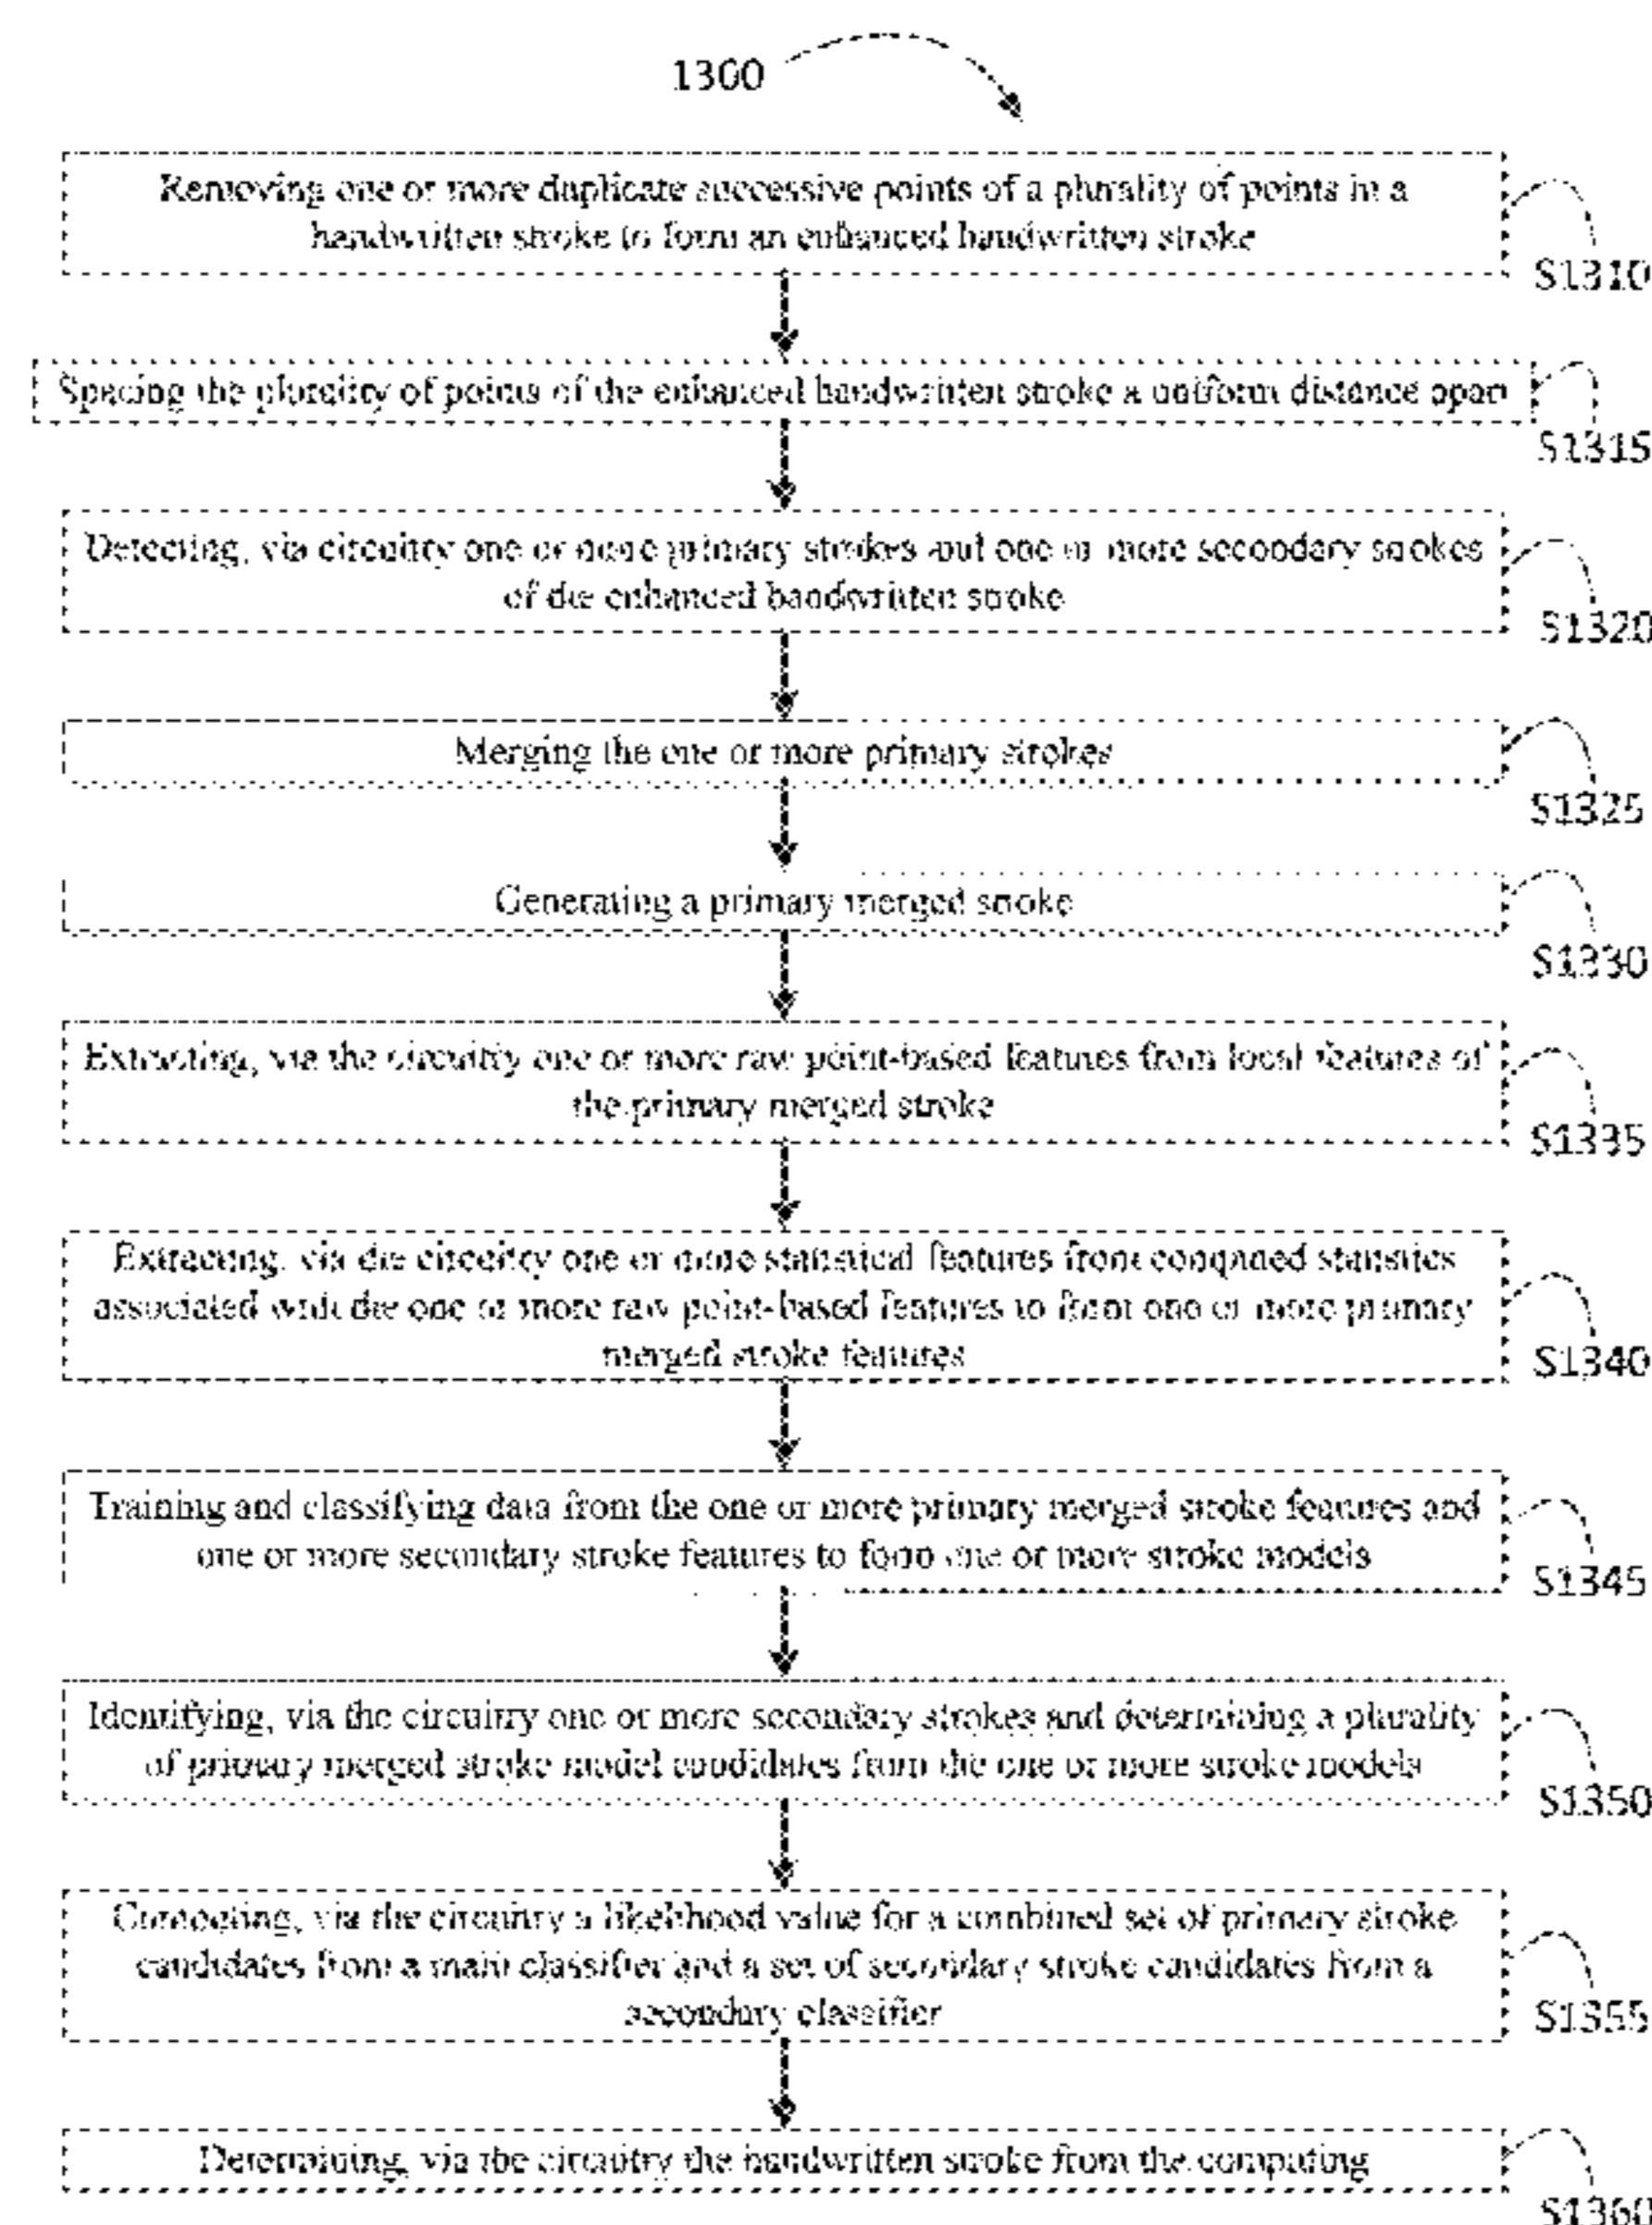 1300
Removing one or more duplicate successive points of a plurality of points in a
handwritten stroke to form an enhanced handwritten stroke
S1310
Spacing the plurality of points of the enhanced handwritten stroke a uniform distance apart
S1315
Detecting, via circuitry one or more primary strokes and one or more secondary strokes
of the enhanced handwritten stroke
S1320
Merging the one or more primary strokes
S1325
Generating a primary merged stroke
S1330
Extracting, via the circuitry one or more raw point-based features from local features of
the primary merged stroke
S1335
Extracting, via the circuitry one or more statistical features from computed statistics
associated with the one or more raw point-based features to from one or more primary
merged stroke features
S1340
Training and classifying data from the one or more primary merged stroke features and
one or more secondary stroke features to form one or more stroke models
S1345
Identifying, via the circuitry one or more secondary strokes and determining a plurality
of primary merged stroke model candidates from the one or more stroke models
S1350
Computing, via the circuitry a likelihood value for a combined set of primary stroke
candidates from a main classifier and a set of secondary stroke candidates from a
secondary classifier
S1355
Determining, via the circuitry the handwritten stroke from the computing
S1360